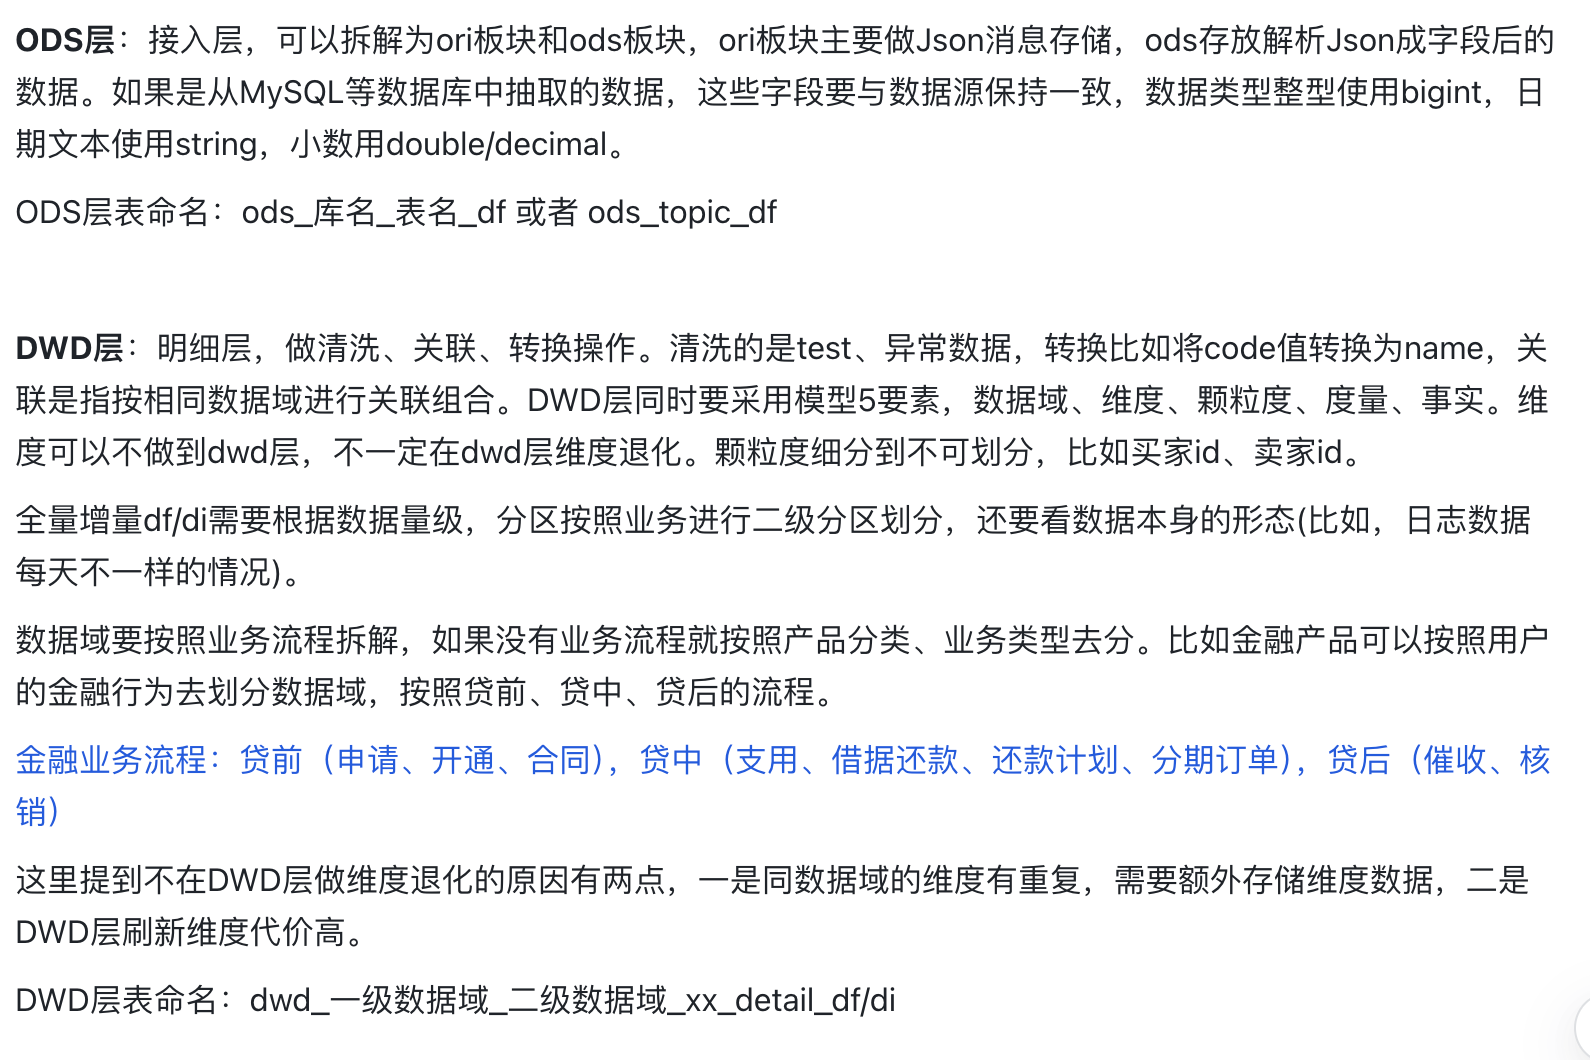 ODS层：接入层，可以拆解为ori板块和ods板块，ori板块主要做Json消息存储，ods存放解析Json成字段后的
数据。如果是从MySQL等数据库中抽取的数据，这些字段要与数据源保持一致，数据类型整型使用bigint，日
期文本使用string，小数用double/decimal。
ODS层表命名：ods_库名_表名_df 或者 ods_topic_df
DWD层：明细层，做清洗、关联、转换操作。清洗的是test、异常数据，转换比如将code值转换为name，关
联是指按相同数据域进行关联组合。DWD层同时要采用模型5要素，数据域、维度、颗粒度、度量、事实。维
度可以不做到dwd层，不一定在dwd层维度退化。颗粒度细分到不可划分，比如买家id、卖家id。
全量增量df/di需要根据数据量级，分区按照业务进行二级分区划分，还要看数据本身的形态(比如，日志数据
每天不一样的情况)。
数据域要按照业务流程拆解，如果没有业务流程就按照产品分类、业务类型去分。比如金融产品可以按照用户
的金融行为去划分数据域，按照贷前、贷中、贷后的流程。
金融业务流程：贷前（申请、开通、合同），贷中（支用、借据还款、还款计划、分期订单），贷后（催收、核
销）
这里提到不在DWD层做维度退化的原因有两点，一是同数据域的维度有重复，需要额外存储维度数据，二是
DWD层刷新维度代价高。
DWD层表命名：dwd_一级数据域_二级数据域_xx_detail_df/di